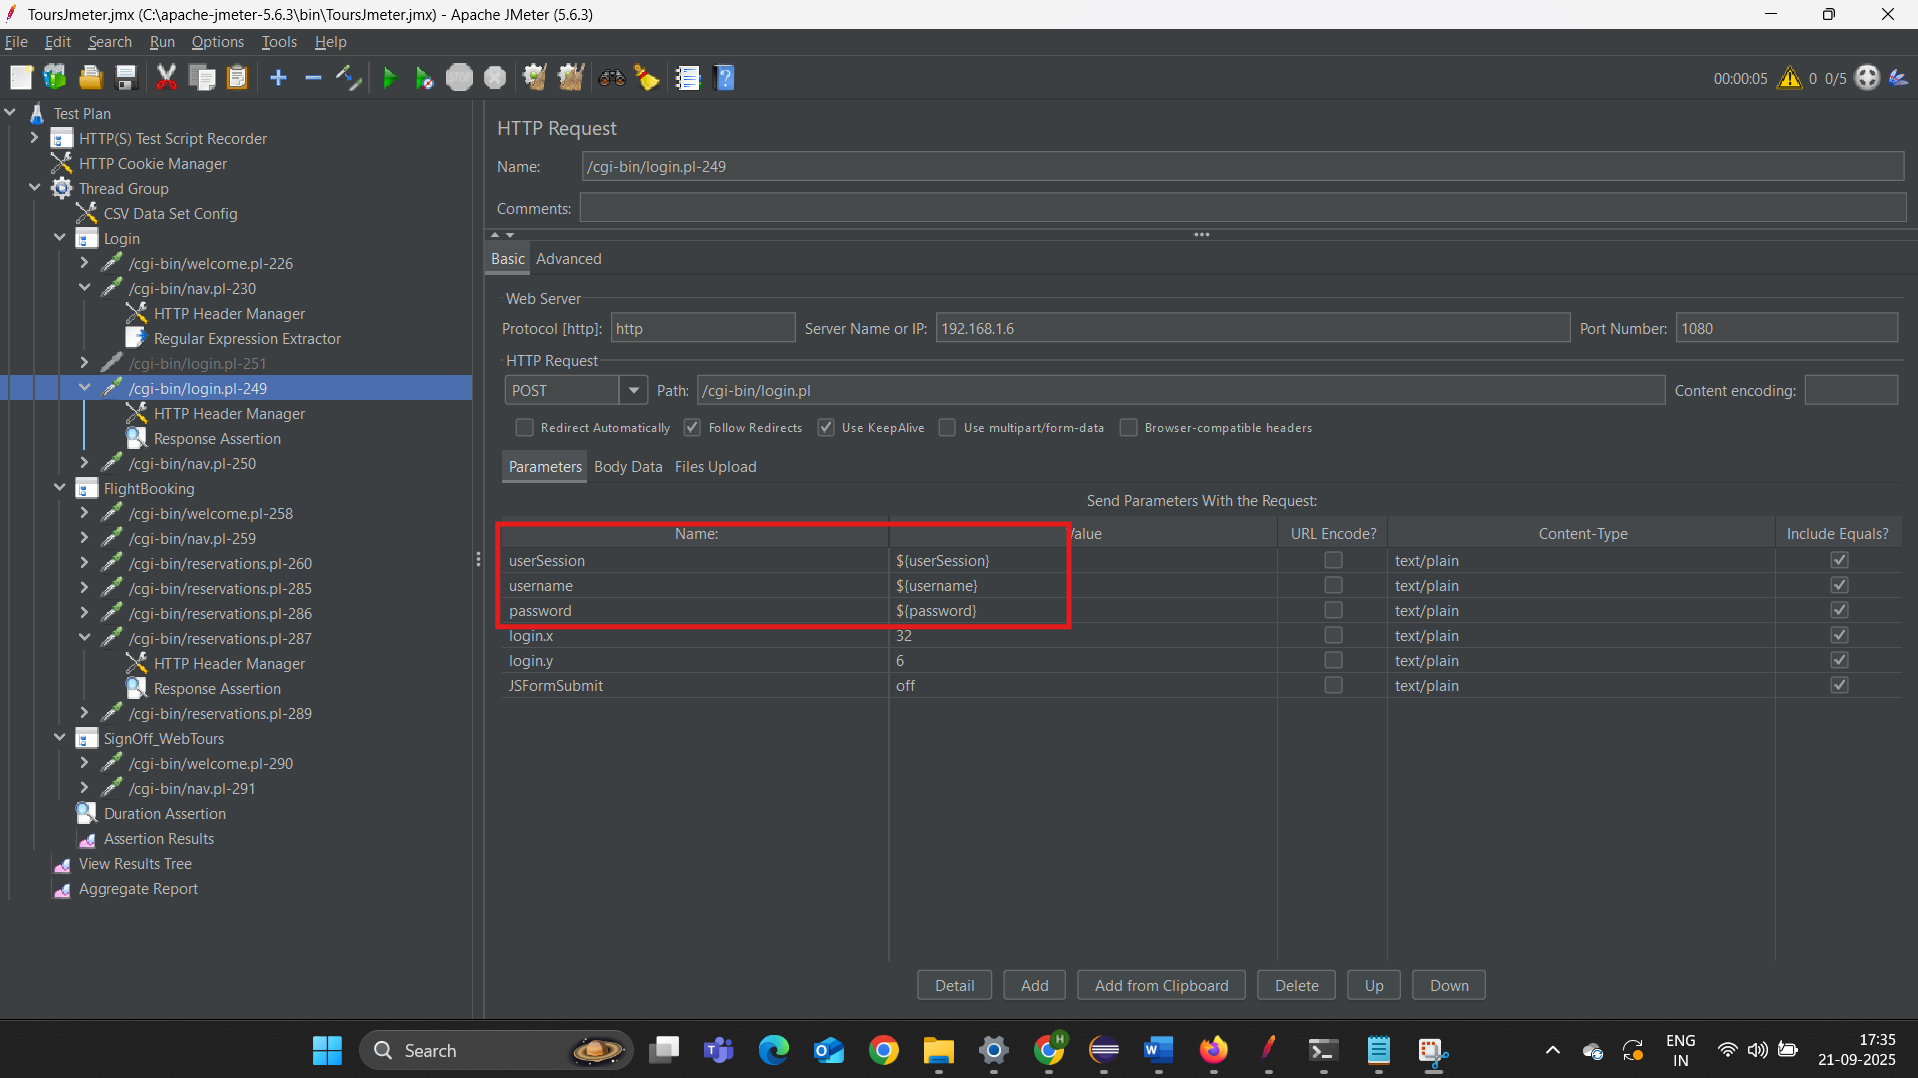 ToursJmeter.jmx (C:\apache-jmeter-5.6.3\bin\ToursJmeter.jmx) - Apache JMeter (5.6.3)
File Edit Search Run Options Tools Help
STOP
?
00:00:05 0 0/5
Test Plan
HTTP(S) Test Script Recorder
HTTP Cookie Manager
Thread Group
CSV Data Set Config
Login
/cgi-bin/welcome.pl-226
/cgi-bin/nav.pl-230
HTTP Header Manager
Regular Expression Extractor
/cgi-bin/login.pl-251
/cgi-bin/login.pl-249
HTTP Header Manager
Response Assertion
/cgi-bin/nav.pl-250
FlightBooking
/cgi-bin/welcome.pl-258
/cgi-bin/nav.pl-259
/cgi-bin/reservations.pl-260
/cgi-bin/reservations.pl-285
/cgi-bin/reservations.pl-286
/cgi-bin/reservations.pl-287
HTTP Header Manager
Response Assertion
/cgi-bin/reservations.pl-289
SignOff_WebTours
/cgi-bin/welcome.pl-290
/cgi-bin/nav.pl-291
Duration Assertion
Assertion Results
View Results Tree
Aggregate Report
HTTP Request
Name: /cgi-bin/login.pl-249
Comments:
Basic Advanced
Web Server
Protocol [http]: http Server Name or IP: 192.168.1.6 Port Number: 1080
HTTP Request
POST Path: /cgi-bin/login.pl Content encoding:
Redirect Automatically Follow Redirects Use KeepAlive Use multipart/form-data Browser-compatible headers
Parameters Body Data Files Upload
Send Parameters With the Request:
Name: Value URL Encode? Content-Type Include Equals?
userSession ${userSession} text/plain
username ${username} text/plain
password ${password} text/plain
login.x 32 text/plain
login.y 6 text/plain
JSFormSubmit off text/plain
Detail Add Add from Clipboard Delete Up Down
Search
H
ENG
IN
17:35
21-09-2025